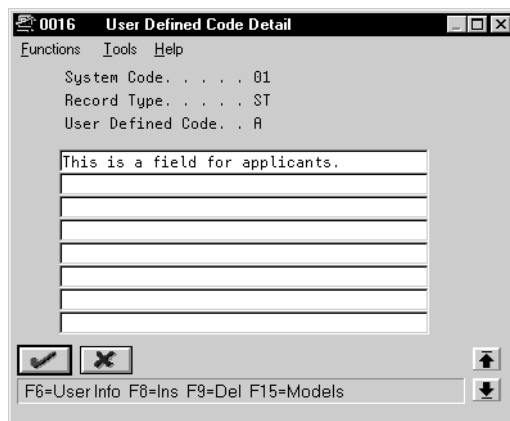 0016 User Defined Code Detail
Functions Tools Help
System Code. . . . . 01
Record Type. . . . . ST
User Defined Code. . A
This is a field for applicants.
F6=User Info F8=Ins F9=Del F15=Models